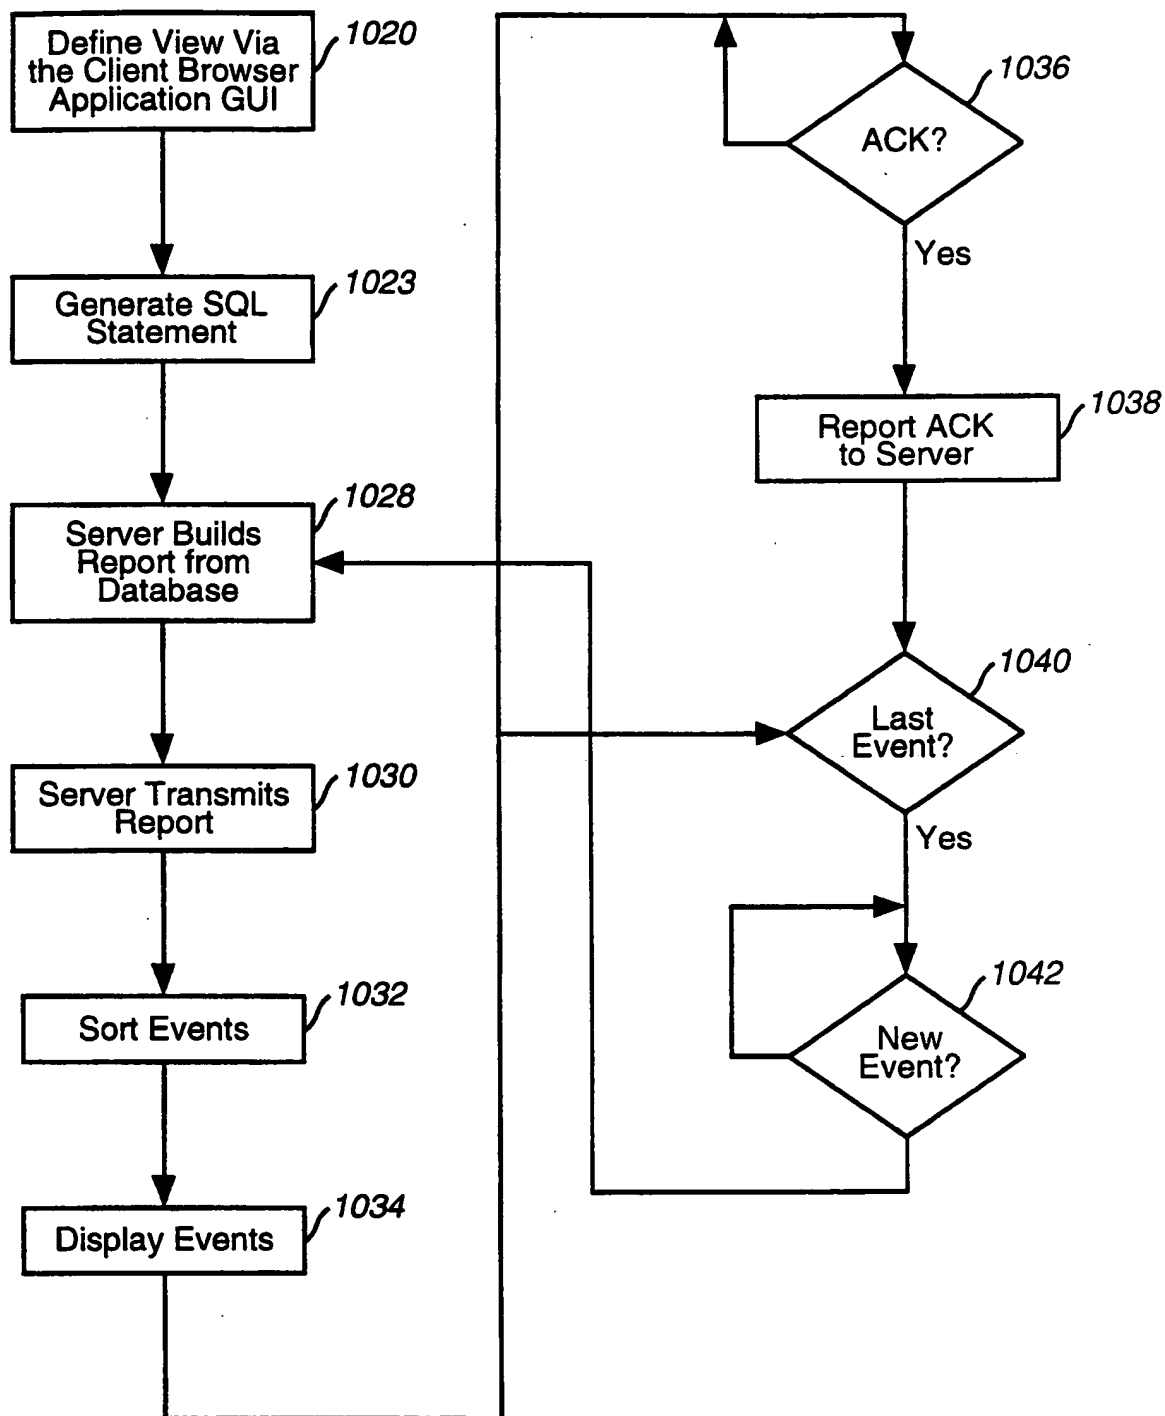 Define View Via
the Client Browser
Application GUI
1020
Generate SQL
Statement
1023
Server Builds
Report from
Database
1028
Server Transmits
Report
1030
Sort Events
1032
Display Events
1034
ACK?
1036
Yes
Report ACK
to Server
1038
Last
Event?
1040
Yes
New
Event?
1042